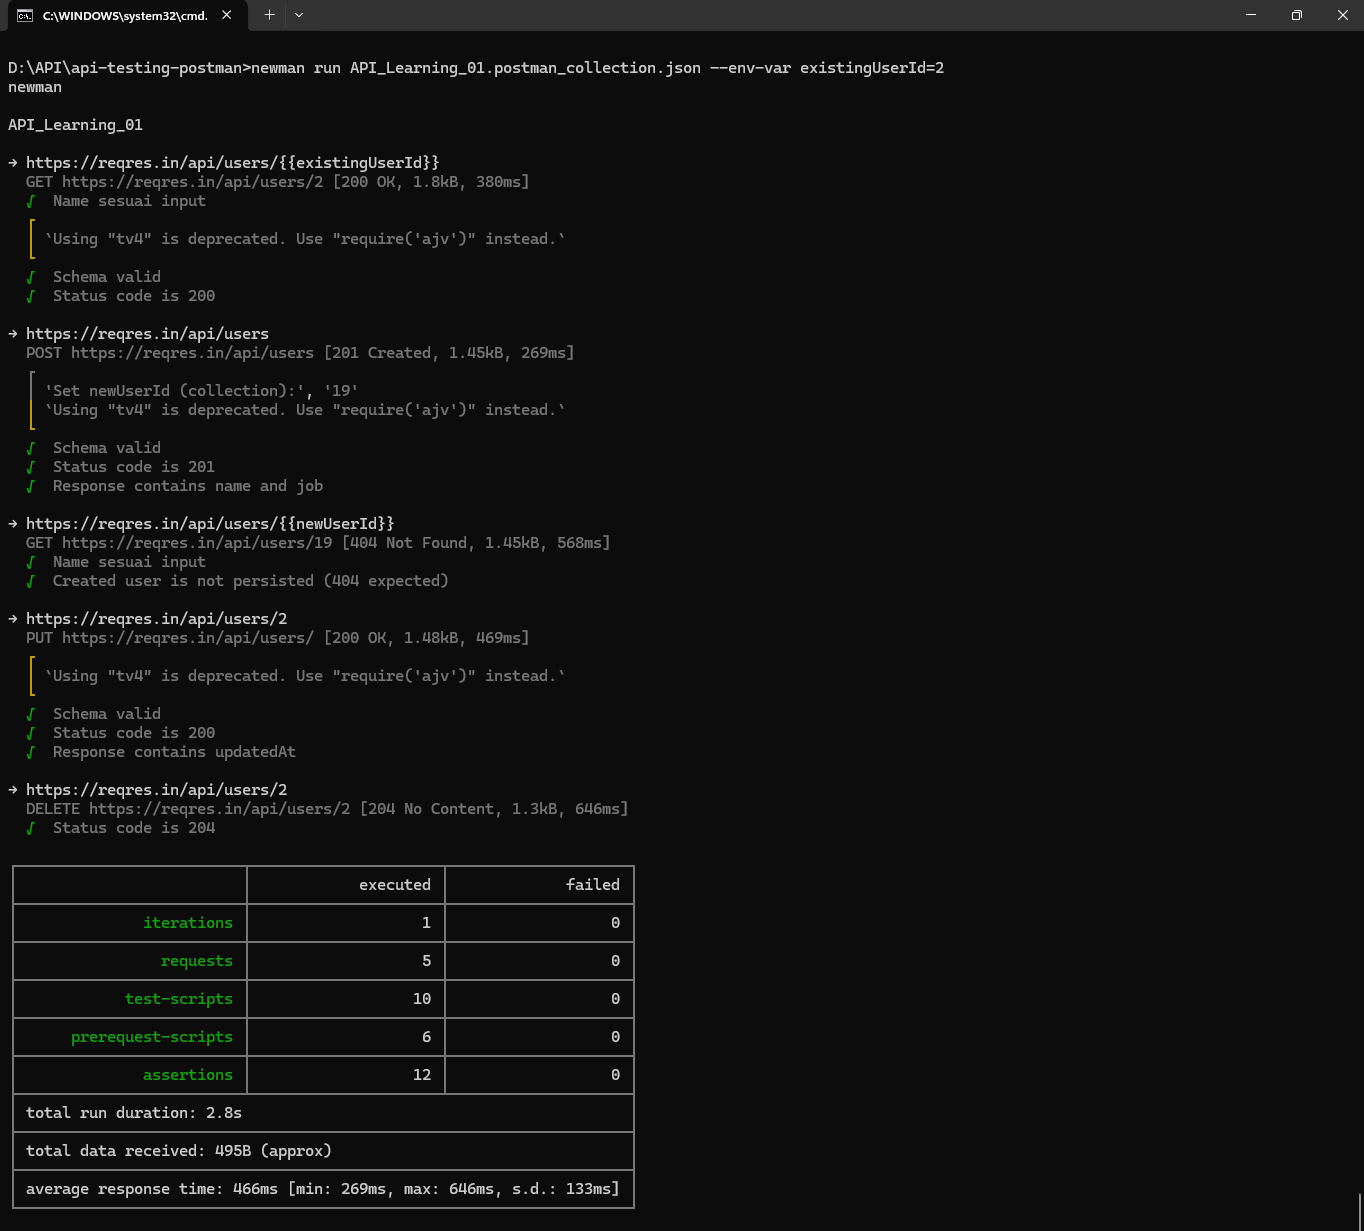 C:\WINDOWS\system32\cmd.
D:\API\api-testing-postman>newman run API_Learning_01.postman_collection.json --env-var existingUserId=2
newman
API_Learning_01
→ https://reqres.in/api/users/{{existingUserId}}
GET https://reqres.in/api/users/2 [200 OK, 1.8kB, 380ms]
√ Name sesuai input
`Using "tv4" is deprecated. Use "require('ajv')" instead.`
√ Schema valid
√ Status code is 200
→ https://reqres.in/api/users
POST https://reqres.in/api/users [201 Created, 1.45kB, 269ms]
'Set newUserId (collection):', '19'
`Using "tv4" is deprecated. Use "require('ajv')" instead.`
√ Schema valid
√ Status code is 201
√ Response contains name and job
→ https://reqres.in/api/users/{{newUserId}}
GET https://reqres.in/api/users/19 [404 Not Found, 1.45kB, 568ms]
√ Name sesuai input
√ Created user is not persisted (404 expected)
→ https://reqres.in/api/users/2
PUT https://reqres.in/api/users/ [200 OK, 1.48kB, 469ms]
`Using "tv4" is deprecated. Use "require('ajv')" instead.`
√ Schema valid
√ Status code is 200
√ Response contains updatedAt
→ https://reqres.in/api/users/2
DELETE https://reqres.in/api/users/2 [204 No Content, 1.3kB, 646ms]
√ Status code is 204
executed failed
iterations 1 0
requests 5 0
test-scripts 10 0
prerequest-scripts 6 0
assertions 12 0
total run duration: 2.8s
total data received: 495B (approx)
average response time: 466ms [min: 269ms, max: 646ms, s.d.: 133ms]